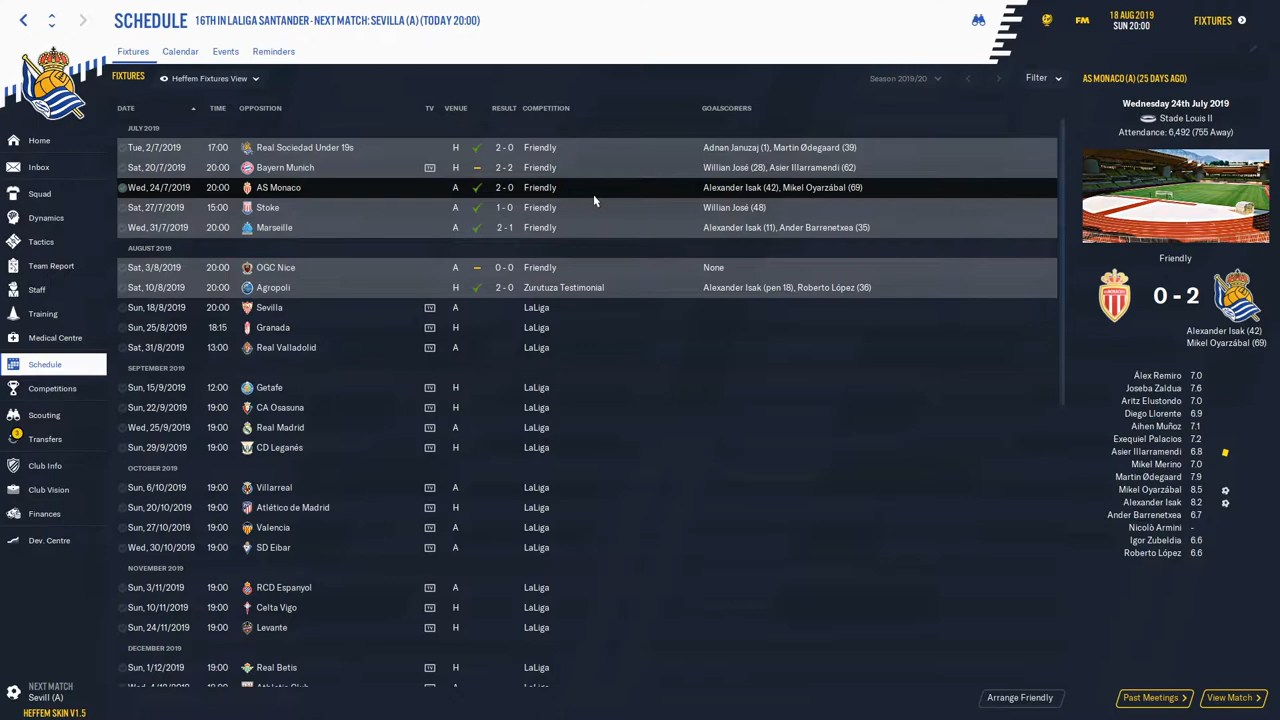 SCHEDULE 16TH IN LALIGA SANTANDER - NEXT MATCH: SEVILLA (A) (TODAY 20:00)
FM 18 AUG 2019 SUN 20:00 FIXTURES
Fixtures Calendar Events Reminders
FIXTURES Heffem Fixtures View Season 2019/20 Filter
DATE TIME OPPOSITION TV VENUE RESULT COMPETITION GOALSCORERS
JULY 2019
Tue, 2/7/2019 17:00 Real Sociedad Under 19s H 2 - 0 Friendly Adnan Januzaj (1), Martin Ødegaard (39)
Sat, 20/7/2019 20:00 Bayern Munich TV H 2 - 2 Friendly Willian José (28), Asier Illarramendi (62)
Wed, 24/7/2019 20:00 AS Monaco A 2 - 0 Friendly Alexander Isak (42), Mikel Oyarzábal (69)
Sat, 27/7/2019 15:00 Stoke A 1 - 0 Friendly Willian José (48)
Wed, 31/7/2019 20:00 Marseille A 2 - 1 Friendly Alexander Isak (11), Ander Barrenetxea (35)
AUGUST 2019
Sat, 3/8/2019 20:00 OGC Nice A 0 - 0 Friendly None
Sat, 10/8/2019 20:00 Agropoli H 2 - 0 Zurutuza Testimonial Alexander Isak (pen 18), Roberto López (36)
Sun, 18/8/2019 20:00 Sevilla TV A LaLiga
Sun, 25/8/2019 18:15 Granada TV H LaLiga
Sat, 31/8/2019 13:00 Real Valladolid TV A LaLiga
SEPTEMBER 2019
Sun, 15/9/2019 12:00 Getafe TV H LaLiga
Sun, 22/9/2019 19:00 CA Osasuna TV H LaLiga
Wed, 25/9/2019 19:00 Real Madrid TV A LaLiga
Sun, 29/9/2019 19:00 CD Leganés TV H LaLiga
OCTOBER 2019
Sun, 6/10/2019 19:00 Villarreal TV A LaLiga
Sun, 20/10/2019 19:00 Atlético de Madrid TV H LaLiga
Sun, 27/10/2019 19:00 Valencia TV A LaLiga
Wed, 30/10/2019 19:00 SD Eibar TV A LaLiga
NOVEMBER 2019
Sun, 3/11/2019 19:00 RCD Espanyol TV A LaLiga
Sun, 10/11/2019 19:00 Celta Vigo TV H LaLiga
Sun, 24/11/2019 19:00 Levante TV H LaLiga
DECEMBER 2019
Sun, 1/12/2019 19:00 Real Betis TV H LaLiga
Home
Inbox
Squad
Dynamics
Tactics
Team Report
Staff
Training
Medical Centre
Schedule
Competitions
Scouting
3
Transfers
Club Info
Club Vision
Finances
Dev. Centre
NEXT MATCH
Sevill (A)
HEFFEM SKIN V1.5
AS MONACO (A) (25 DAYS AGO)
Wednesday 24th July 2019
Stade Louis II
Attendance: 6,492 (755 Away)
Friendly
0 - 2
Alexander Isak (42)
Mikel Oyarzábal (69)
Álex Remiro 7.0
Joseba Zaldua 7.6
Aritz Elustondo 7.0
Diego Llorente 6.9
Aihen Muñoz 7.1
Exequiel Palacios 7.2
Asier Illarramendi 6.8
Mikel Merino 7.0
Martin Ødegaard 7.9
Mikel Oyarzábal 8.5
Alexander Isak 8.2
Ander Barrenetxea 6.7
Nicolò Armini -
Igor Zubeldia 6.6
Roberto López 6.6
Arrange Friendly Past Meetings View Match